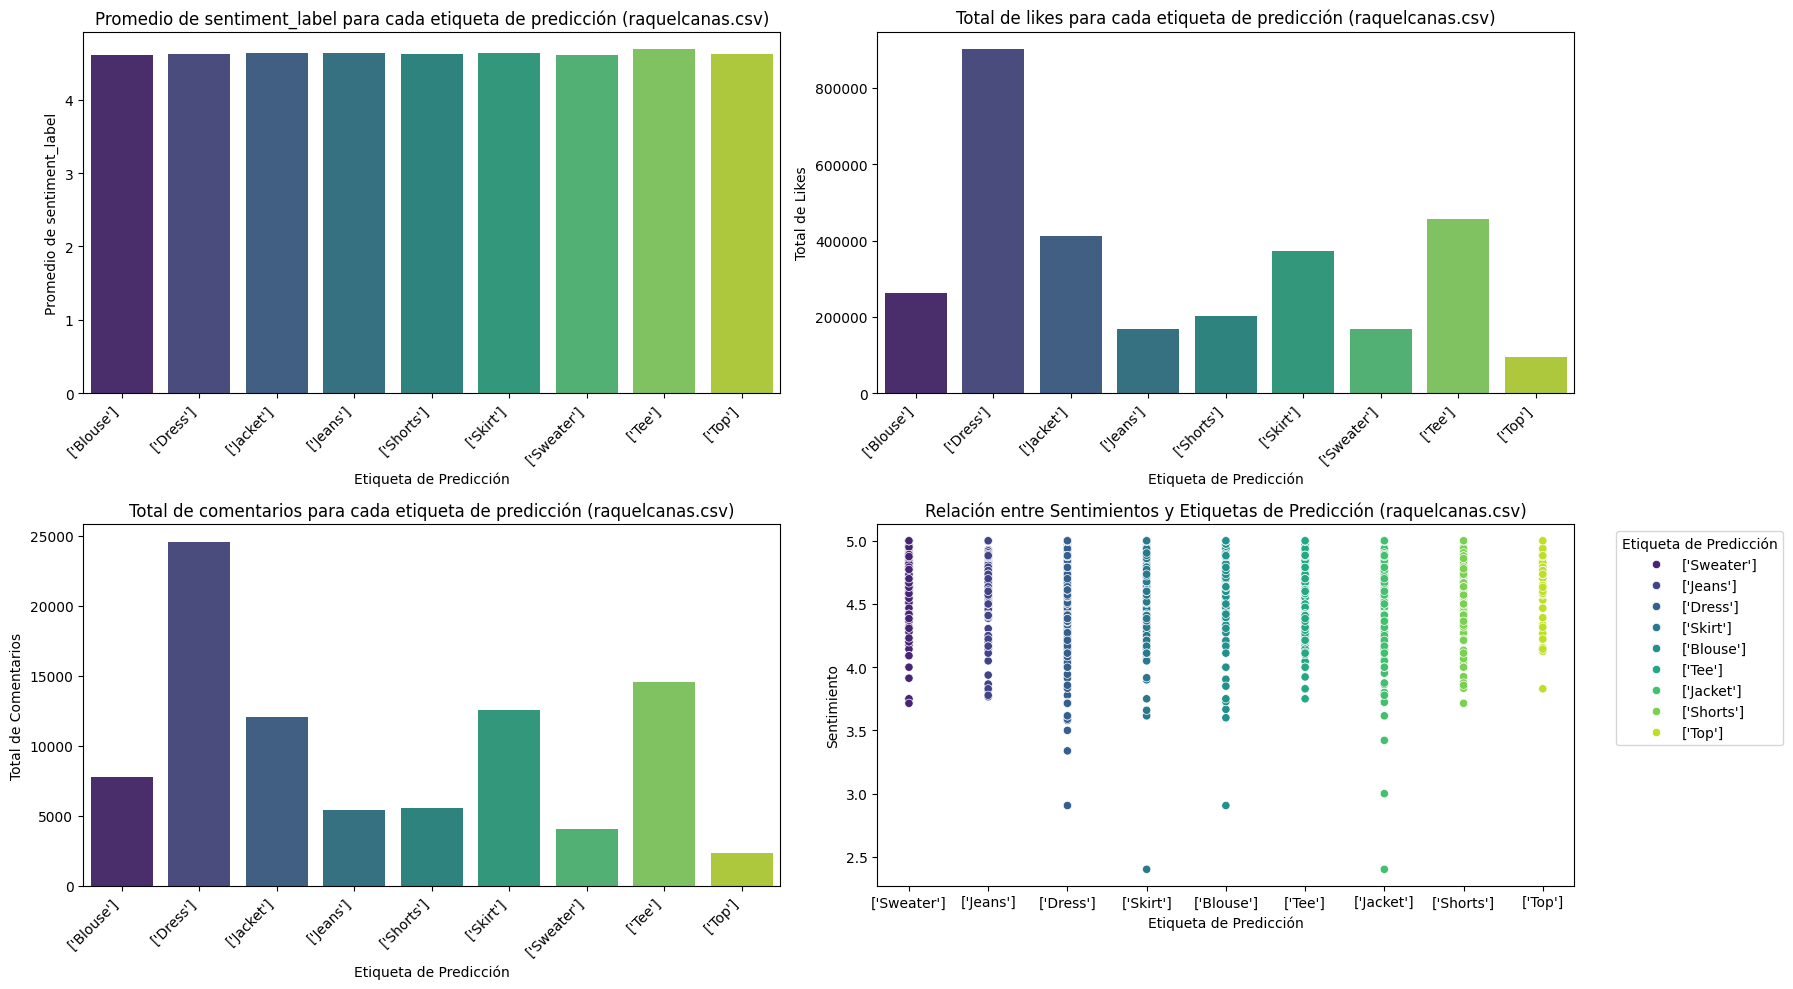 Promedio de sentiment_label para cada etiqueta de predicción (raquelcanas.csv)
Promedio de sentiment_label
4
3
2
1
0
['Blouse']
['Dress']
['Jacket']
['Jeans']
['Shorts']
['Skirt']
['Sweater']
['Tee']
['Top']
Etiqueta de Predicción
Total de likes para cada etiqueta de predicción (raquelcanas.csv)
Total de Likes
800000
600000
400000
200000
0
['Blouse']
['Dress']
['Jacket']
['Jeans']
['Shorts']
['Skirt']
['Sweater']
['Tee']
['Top']
Etiqueta de Predicción
Total de comentarios para cada etiqueta de predicción (raquelcanas.csv)
Total de Comentarios
25000
20000
15000
10000
5000
0
['Blouse']
['Dress']
['Jacket']
['Jeans']
['Shorts']
['Skirt']
['Sweater']
['Tee']
['Top']
Etiqueta de Predicción
Relación entre Sentimientos y Etiquetas de Predicción (raquelcanas.csv)
Sentimiento
5.0
4.5
4.0
3.5
3.0
2.5
['Sweater']
['Jeans']
['Dress']
['Skirt']
['Blouse']
['Tee']
['Jacket']
['Shorts']
['Top']
Etiqueta de Predicción
Etiqueta de Predicción
['Sweater']
['Jeans']
['Dress']
['Skirt']
['Blouse']
['Tee']
['Jacket']
['Shorts']
['Top']